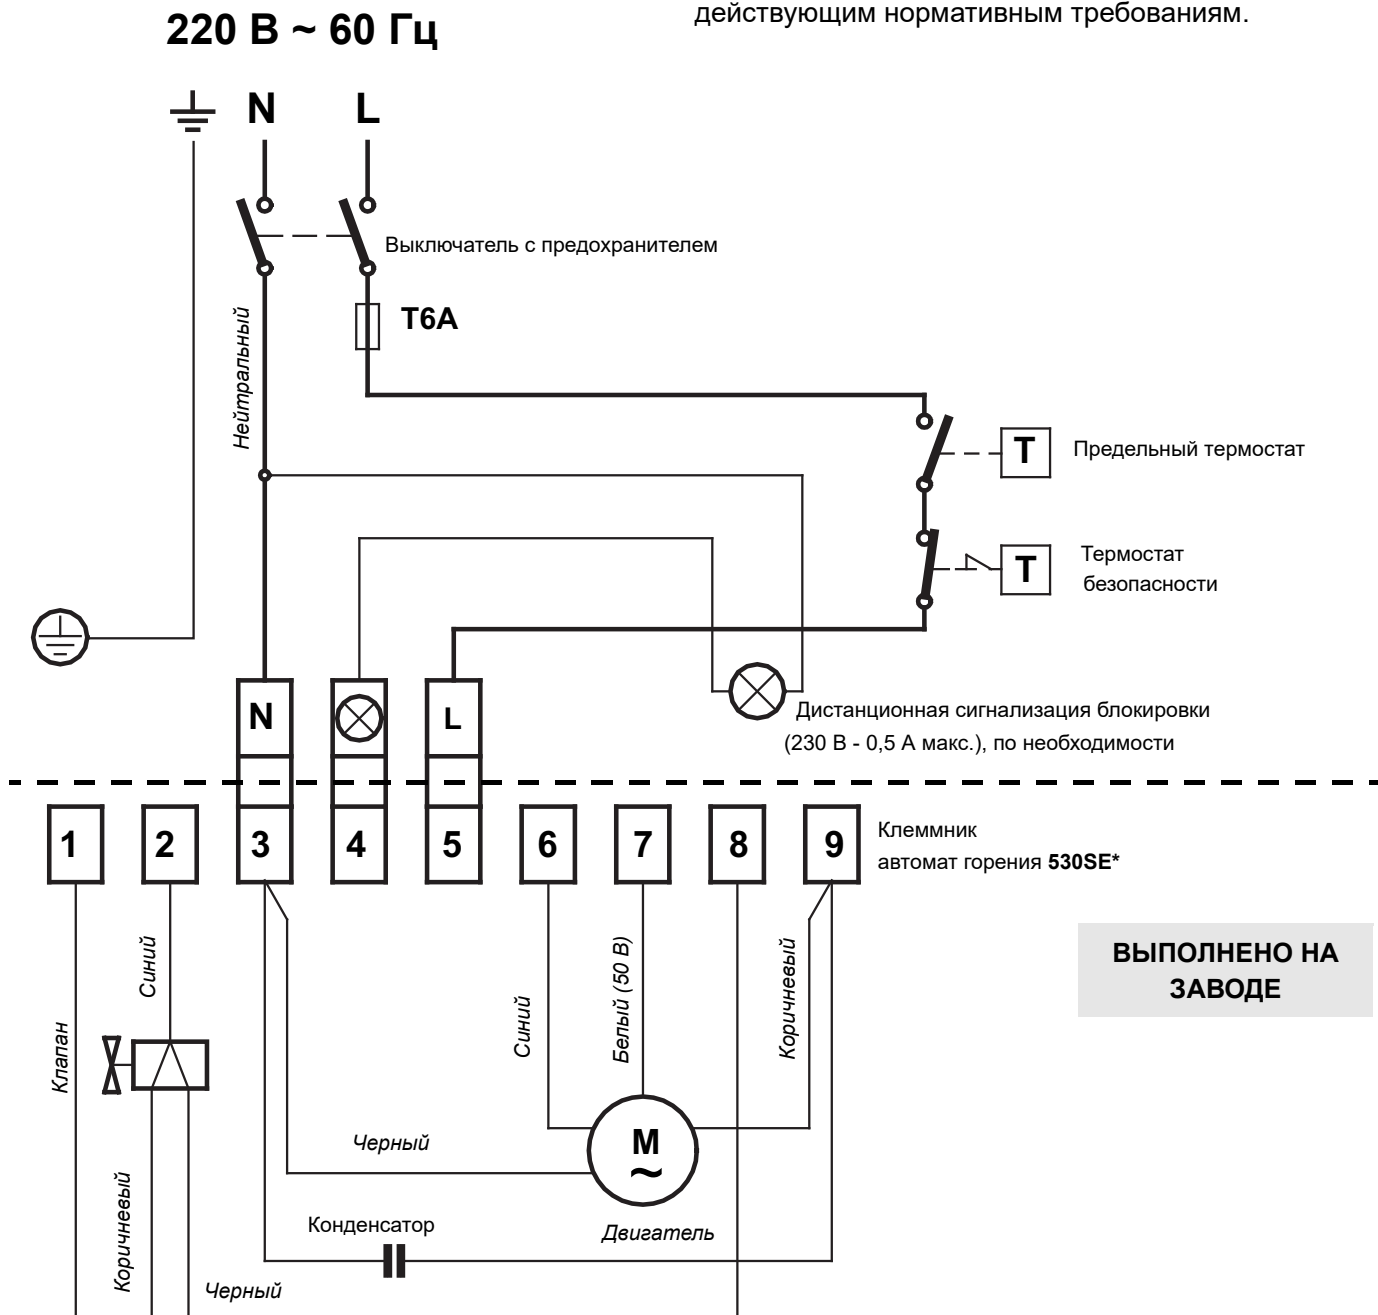 действующим нормативным требованиям.
220 В ~ 60 Гц
N L
Выключатель с предохранителем
T6A
Нейтральный
T
Предельный термостат
T
Термостат
безопасности
N
L
Дистанционная сигнализация блокировки
(230 В - 0,5 А макс.), по необходимости
1 2 3 4 5 6 7 8 9
Клеммник
автомат горения 530SE*
ВЫПОЛНЕНО НА
ЗАВОДЕ
Синий
Клапан
Синий
Белый (50 В)
Коричневый
Черный
M
~
Коричневый
Конденсатор
Двигатель
Черный